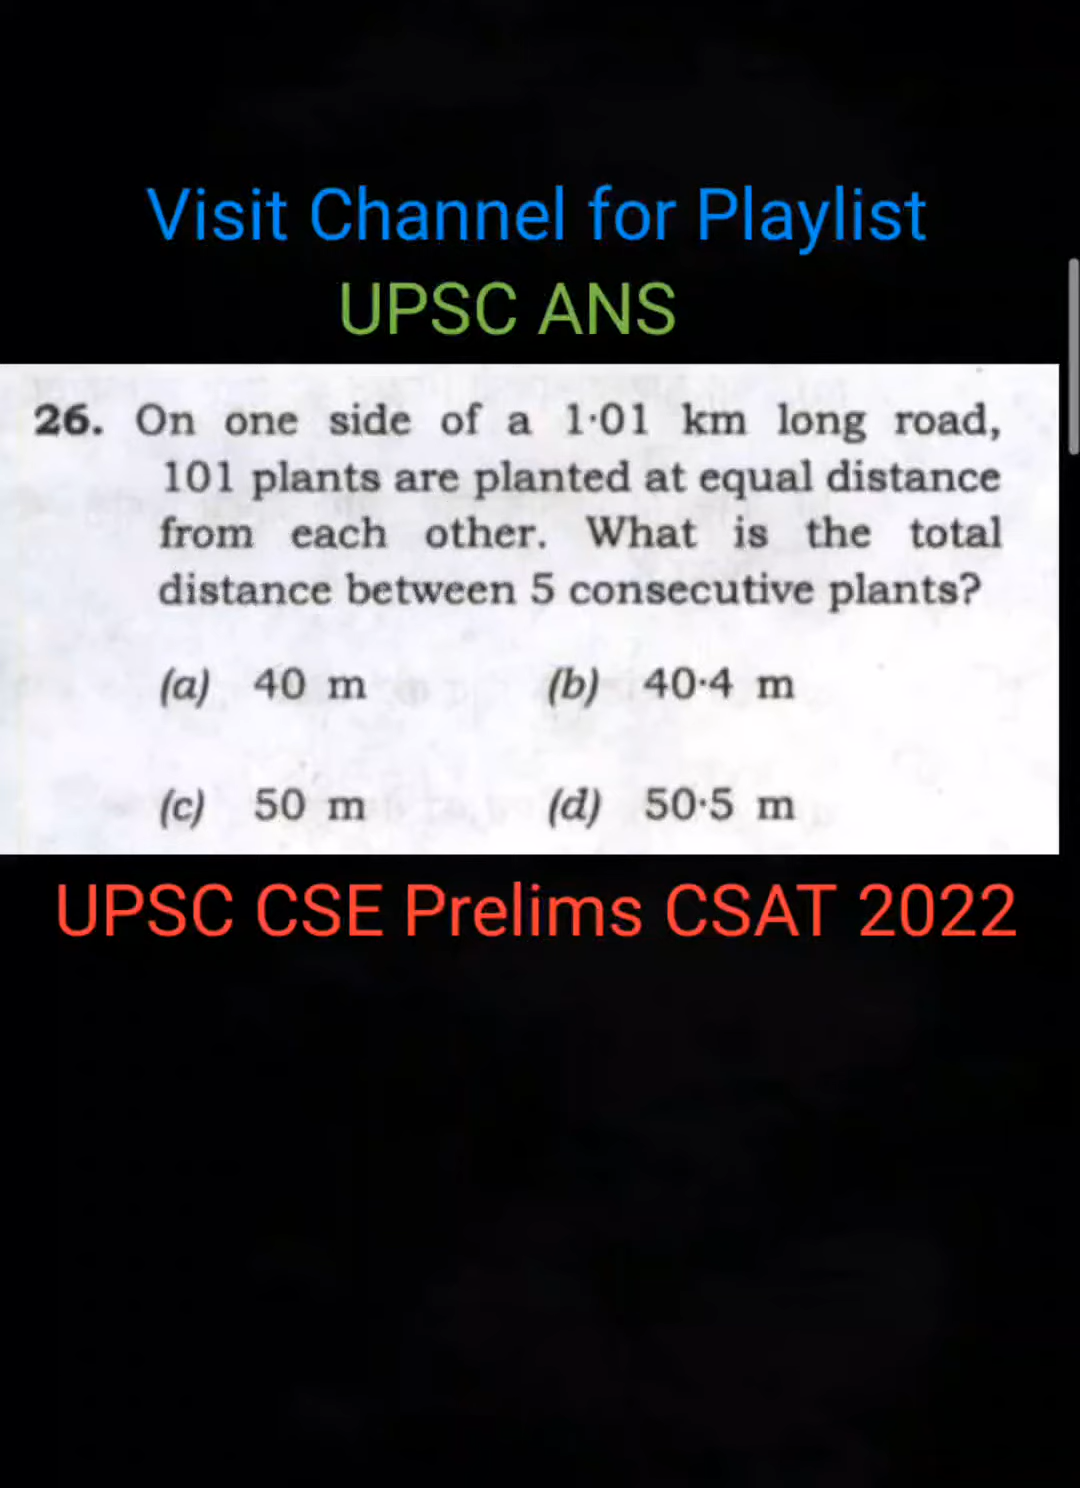 Visit Channel for Playlist
UPSC ANS
26. On one side of a 1·01 km long road,
101 plants are planted at equal distance
from each other. What is the total
distance between 5 consecutive plants?
(a) 40 m (b) 40·4 m
(c) 50 m (d) 50·5 m
UPSC CSE Prelims CSAT 2022